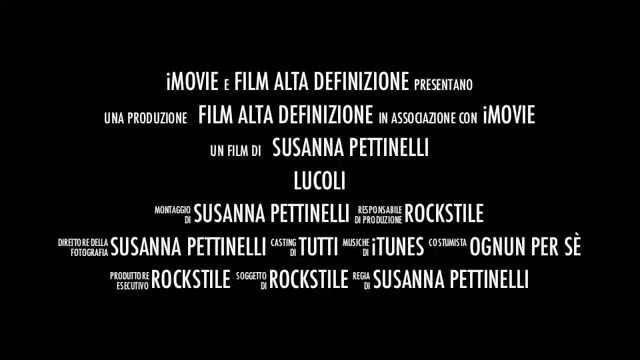 iMOVIE E FILM ALTA DEFINIZIONE PRESENTANO
UNA PRODUZIONE FILM ALTA DEFINIZIONE IN ASSOCIAZIONE CON iMOVIE
UN FILM DI SUSANNA PETTINELLI
LUCOLI
MONTAGGIO DI SUSANNA PETTINELLI RESPONSABILE DI PRODUZIONE ROCKSTILE
DIRETTORE DELLA FOTOGRAFIA SUSANNA PETTINELLI CASTING DI TUTTI MUSICHE DI iTUNES COSTUMISTA OGNUN PER SÈ
PRODUTTORE ESECUTIVO ROCKSTILE SOGGETTO DI ROCKSTILE REGIA DI SUSANNA PETTINELLI